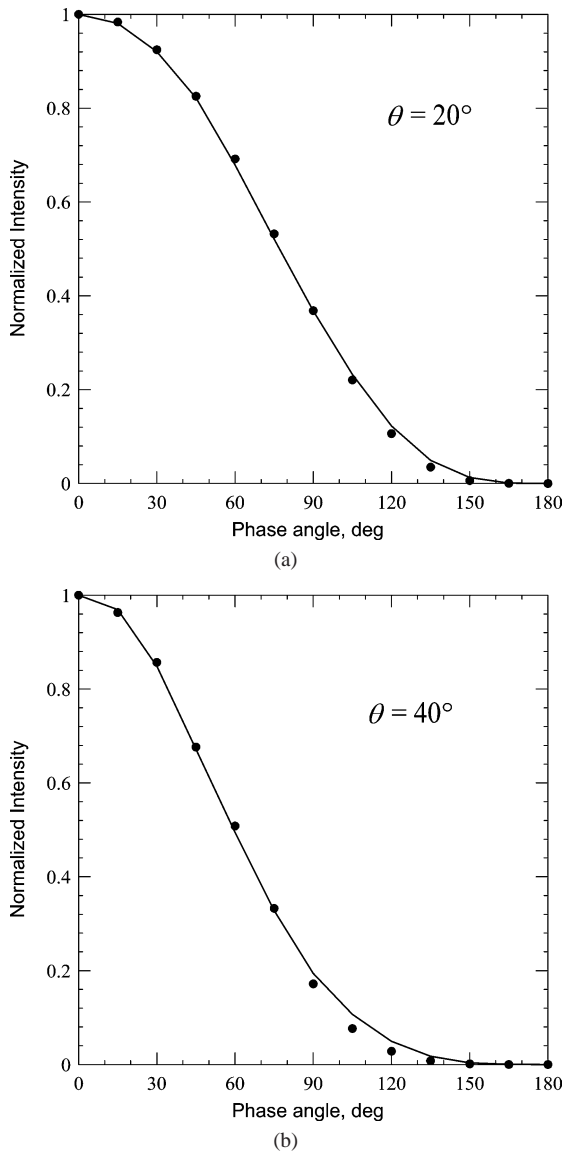 1
0.8
0.6
0.4
0.2
0
Normalized Intensity
θ = 20°
0 30 60 90 120 150 180
Phase angle, deg
(a)
1
0.8
0.6
0.4
0.2
0
Normalized Intensity
θ = 40°
0 30 60 90 120 150 180
Phase angle, deg
(b)